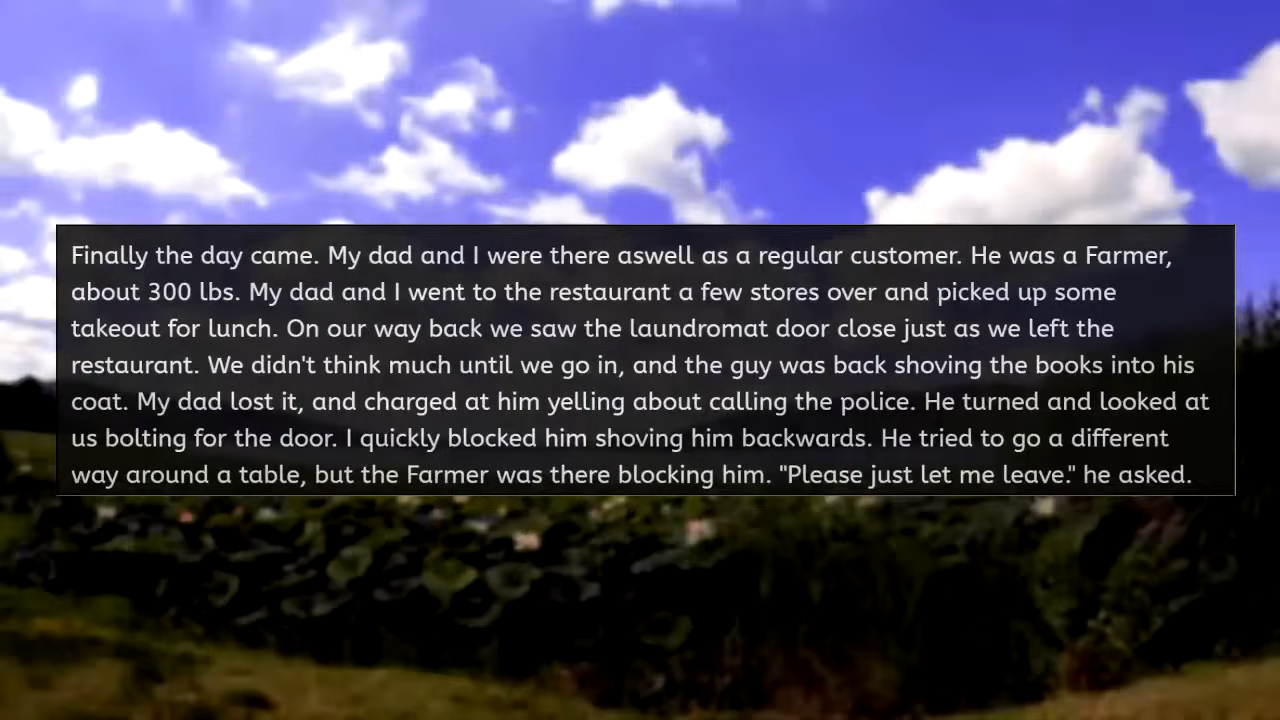 Finally the day came. My dad and I were there aswell as a regular customer. He was a Farmer,
about 300 lbs. My dad and I went to the restaurant a few stores over and picked up some
takeout for lunch. On our way back we saw the laundromat door close just as we left the
restaurant. We didn't think much until we go in, and the guy was back shoving the books into his
coat. My dad lost it, and charged at him yelling about calling the police. He turned and looked at
us bolting for the door. I quickly blocked him shoving him backwards. He tried to go a different
way around a table, but the Farmer was there blocking him. "Please just let me leave." he asked.